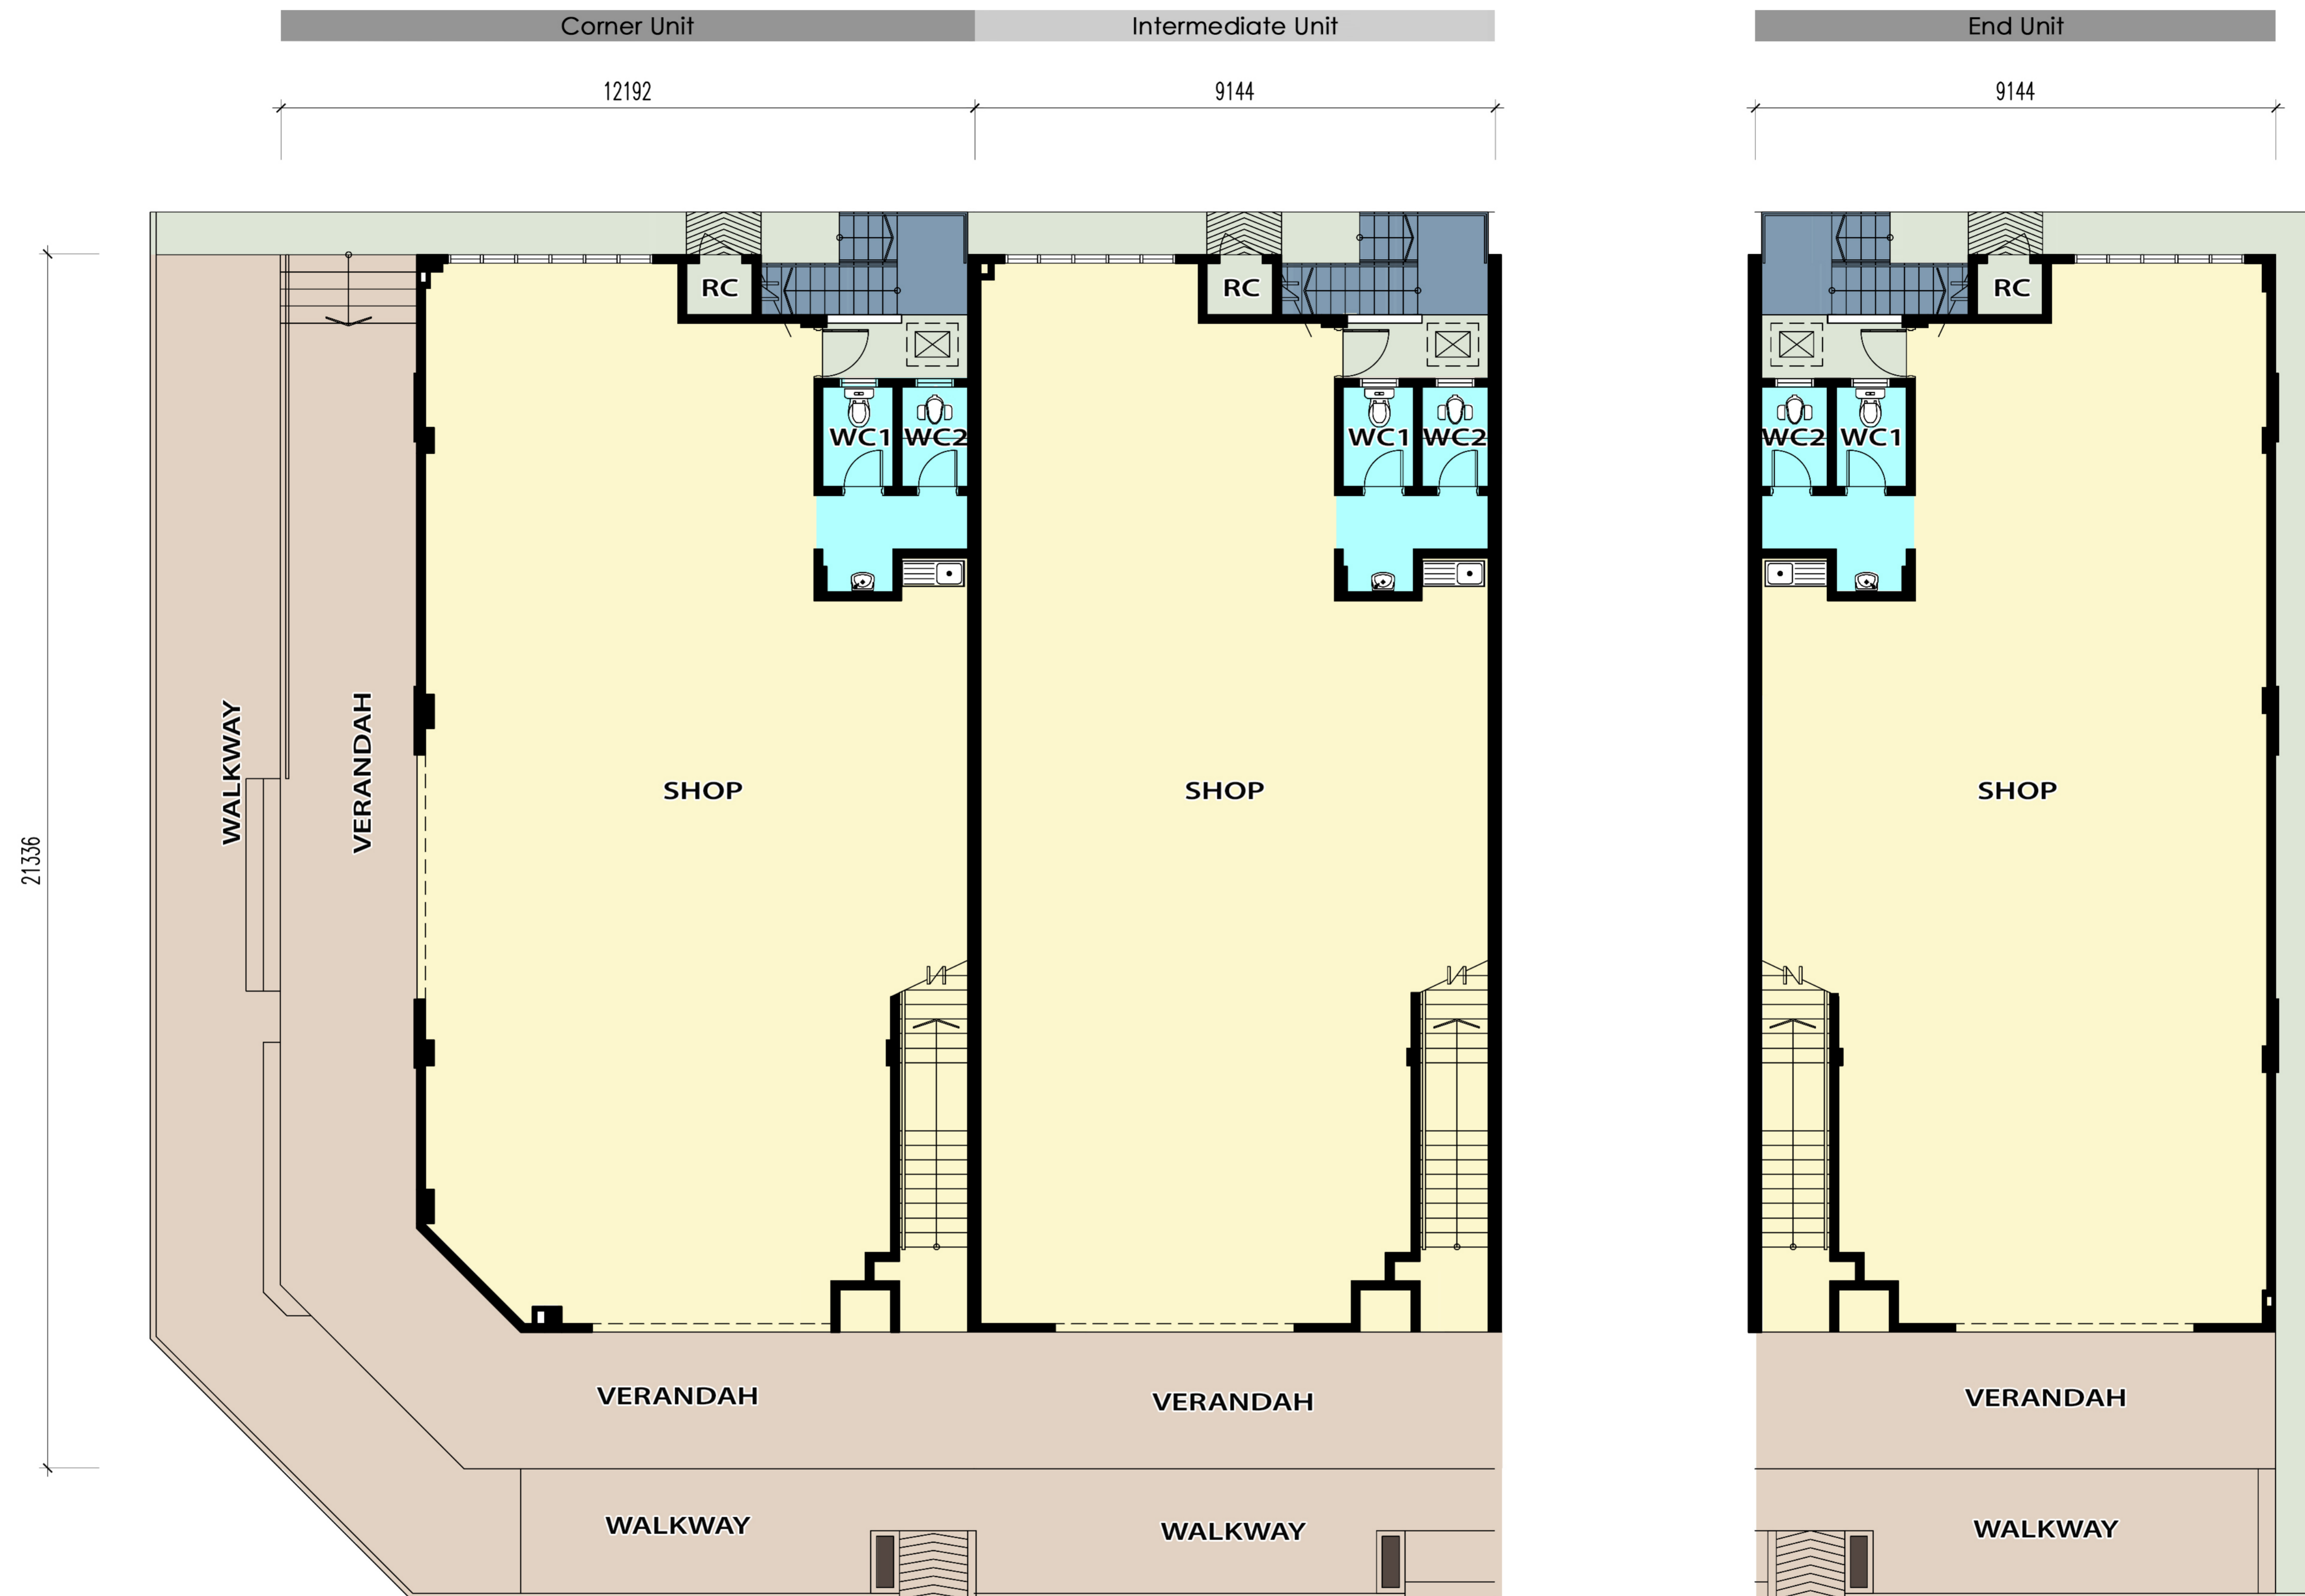 Corner Unit
Intermediate Unit
End Unit
12192
9144
9144
RC
RC
RC
WC1
WC2
WC1
WC2
WC2
WC1
WALKWAY
VERANDAH
SHOP
SHOP
SHOP
21336
VERANDAH
VERANDAH
VERANDAH
WALKWAY
WALKWAY
WALKWAY